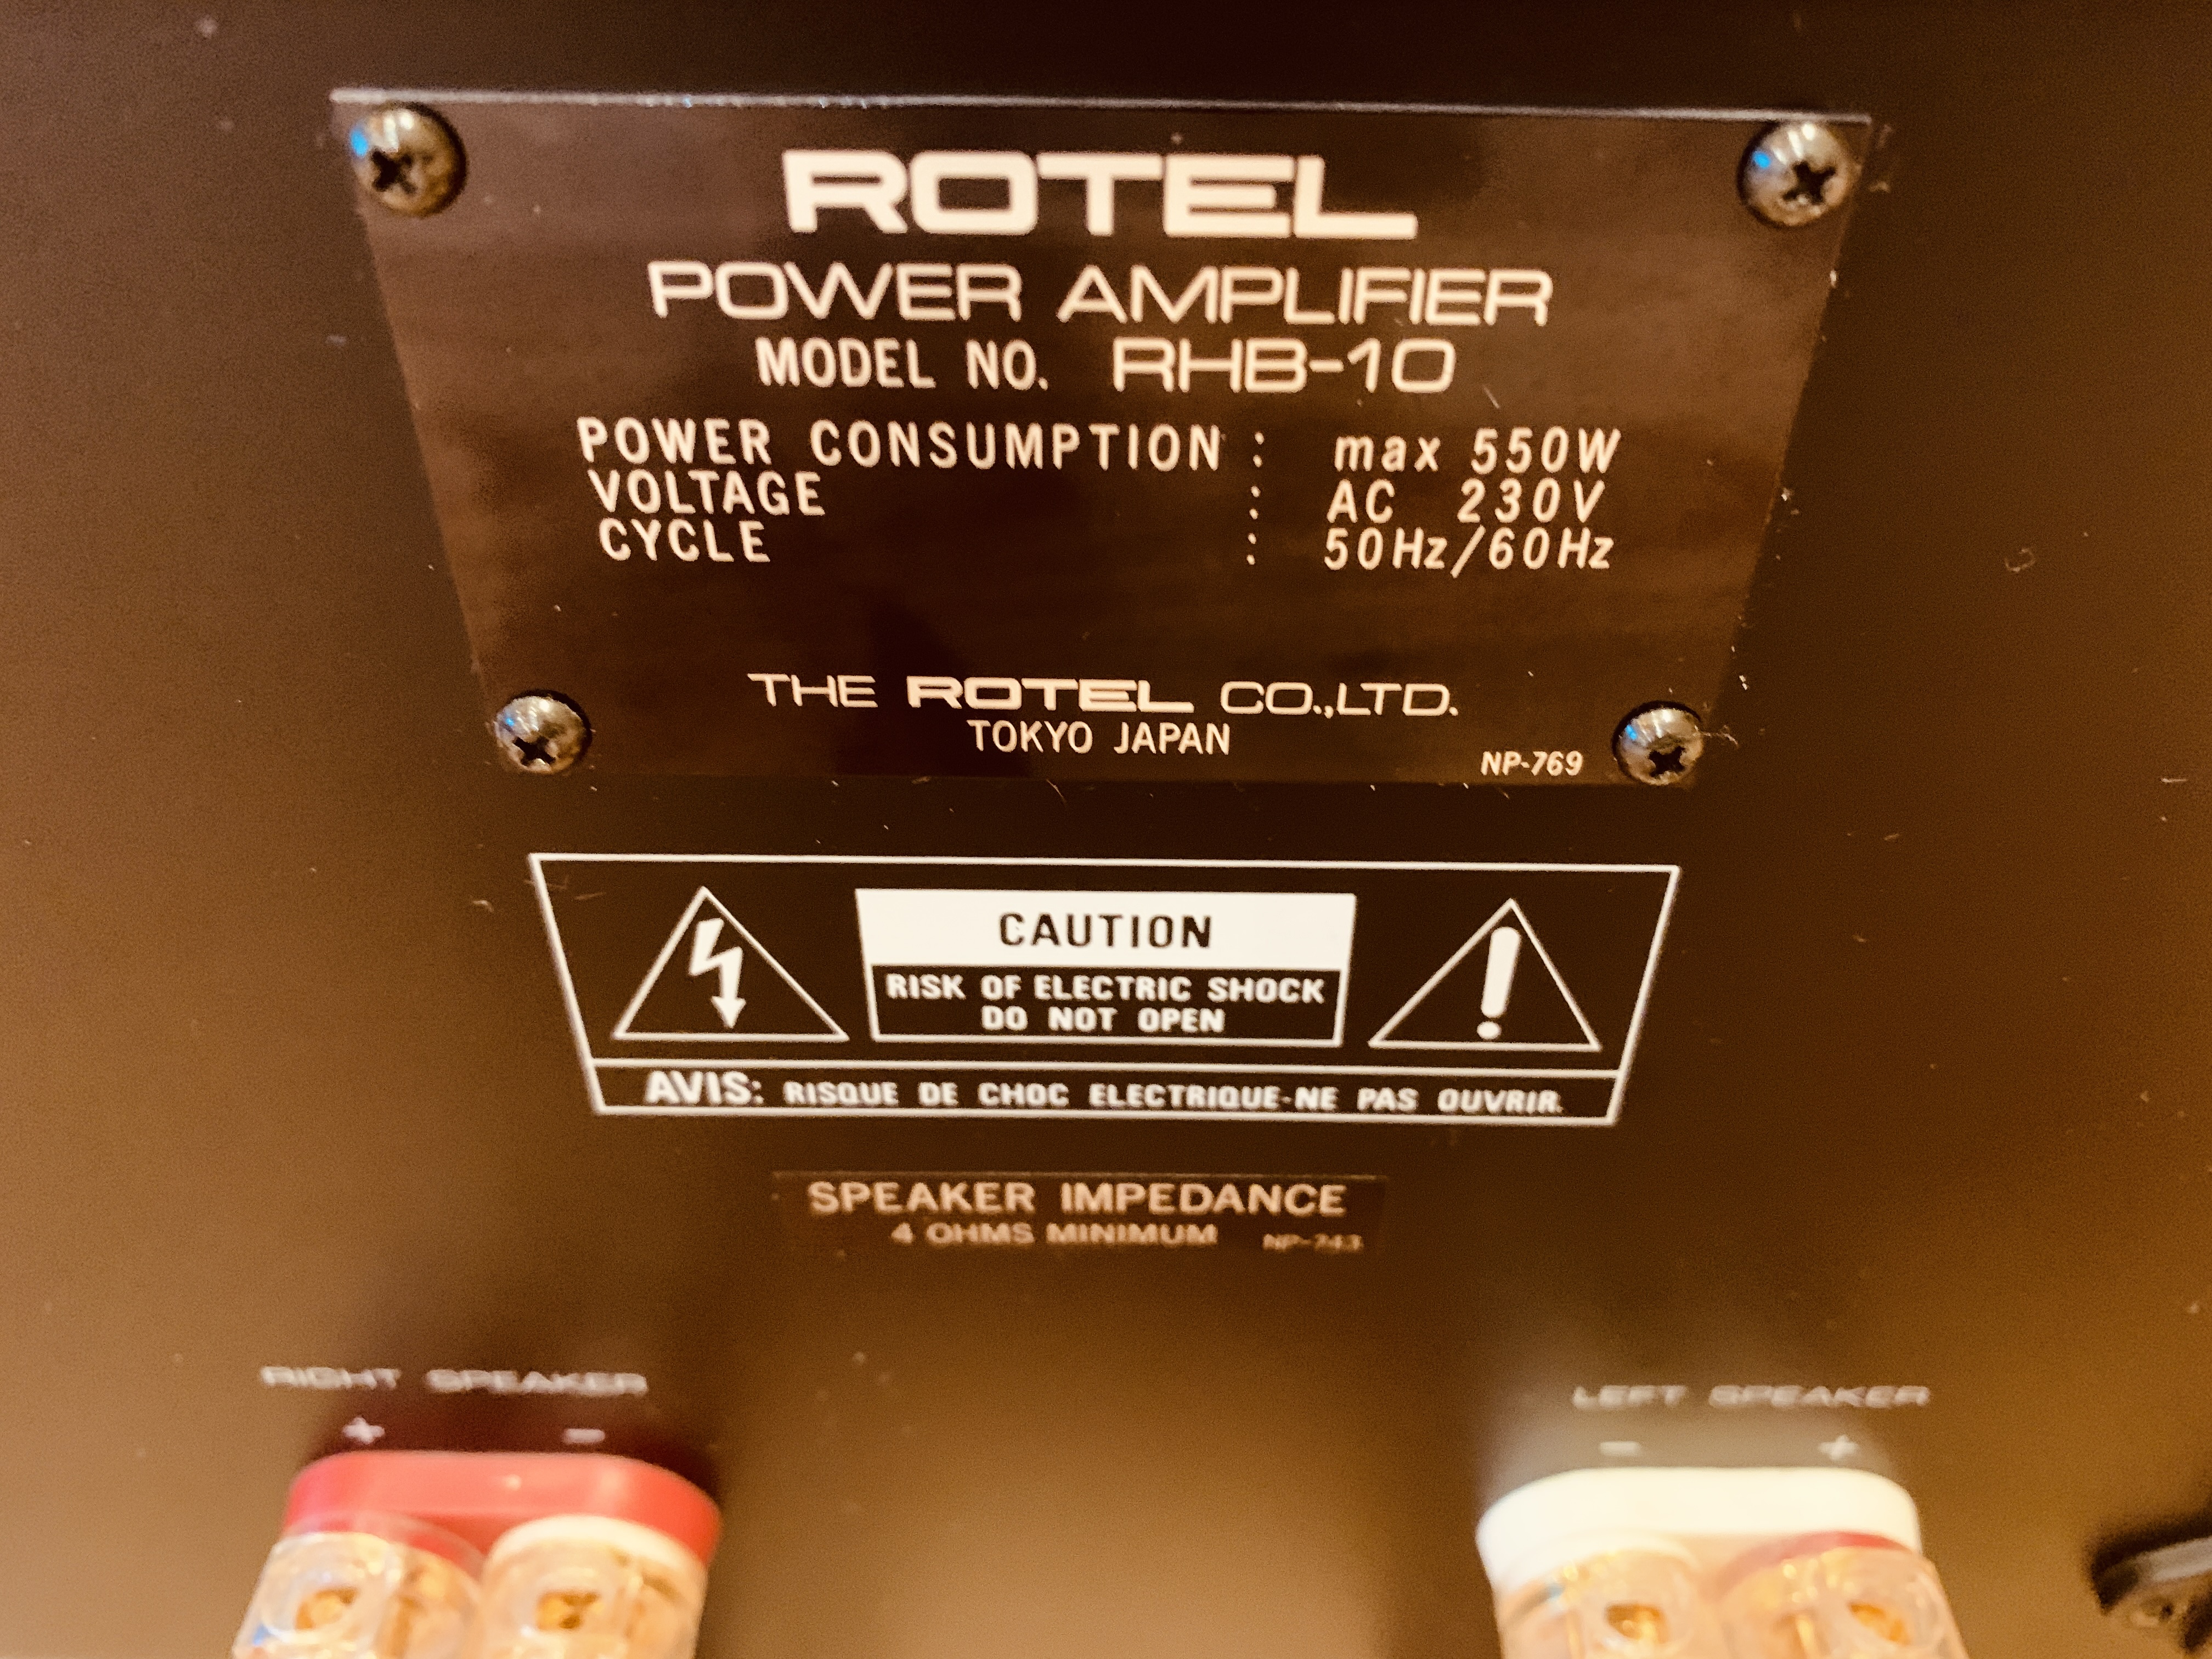 ROTEL
POWER AMPLIFIER
MODEL NO. RHB-10
POWER CONSUMPTION : max 550W
VOLTAGE : AC 230V
CYCLE : 50Hz/60Hz
THE ROTEL CO.,LTD.
TOKYO JAPAN
NP-769
CAUTION
RISK OF ELECTRIC SHOCK
DO NOT OPEN
AVIS: RISQUE DE CHOC ELECTRIQUE-NE PAS OUVRIR.
SPEAKER IMPEDANCE
4 OHMS MINIMUM NP-743
RIGHT SPEAKER
+ −
LEFT SPEAKER
− +